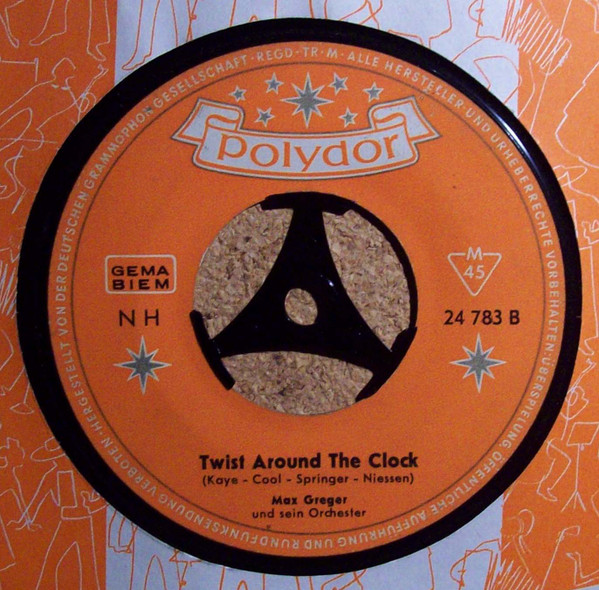 HERGESTELLT VON DER DEUTSCHEN GRAMMOPHON GESELLSCHAFT · REGD · TR · M · ALLE HERSTELLER UND URHEBERRECHTE VORBEHALTEN · ÜBERSPIELUNG, ÖFFENTLICHE AUFFÜHRUNG UND RUNDFUNKSENDUNG VERBOTEN ·
Polydor
GEMA
BIEM
M
45
NH
24 783 B
Twist Around The Clock
(Kaye - Cool - Springer - Niessen)
Max Greger
und sein Orchester